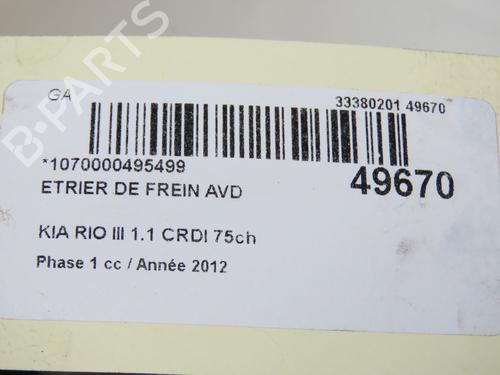 GA
33380201 49670
*1070000495499
49670
ETRIER DE FREIN AVD
KIA RIO III 1.1 CRDI 75ch
Phase 1 cc / Année 2012
B-PARTS